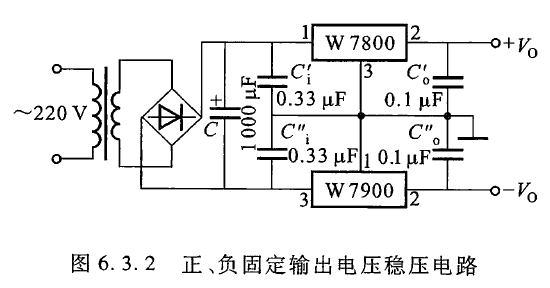 1 W 7800 2 +V_O
3
C′_i C′_o
0.33 μF 0.1 μF
～220 V
+
C
1000 μF
C″_i C″_o
0.33 μF 0.1 μF
1
3 W 7900 2 −V_O
图 6.3.2 正、负固定输出电压稳压电路